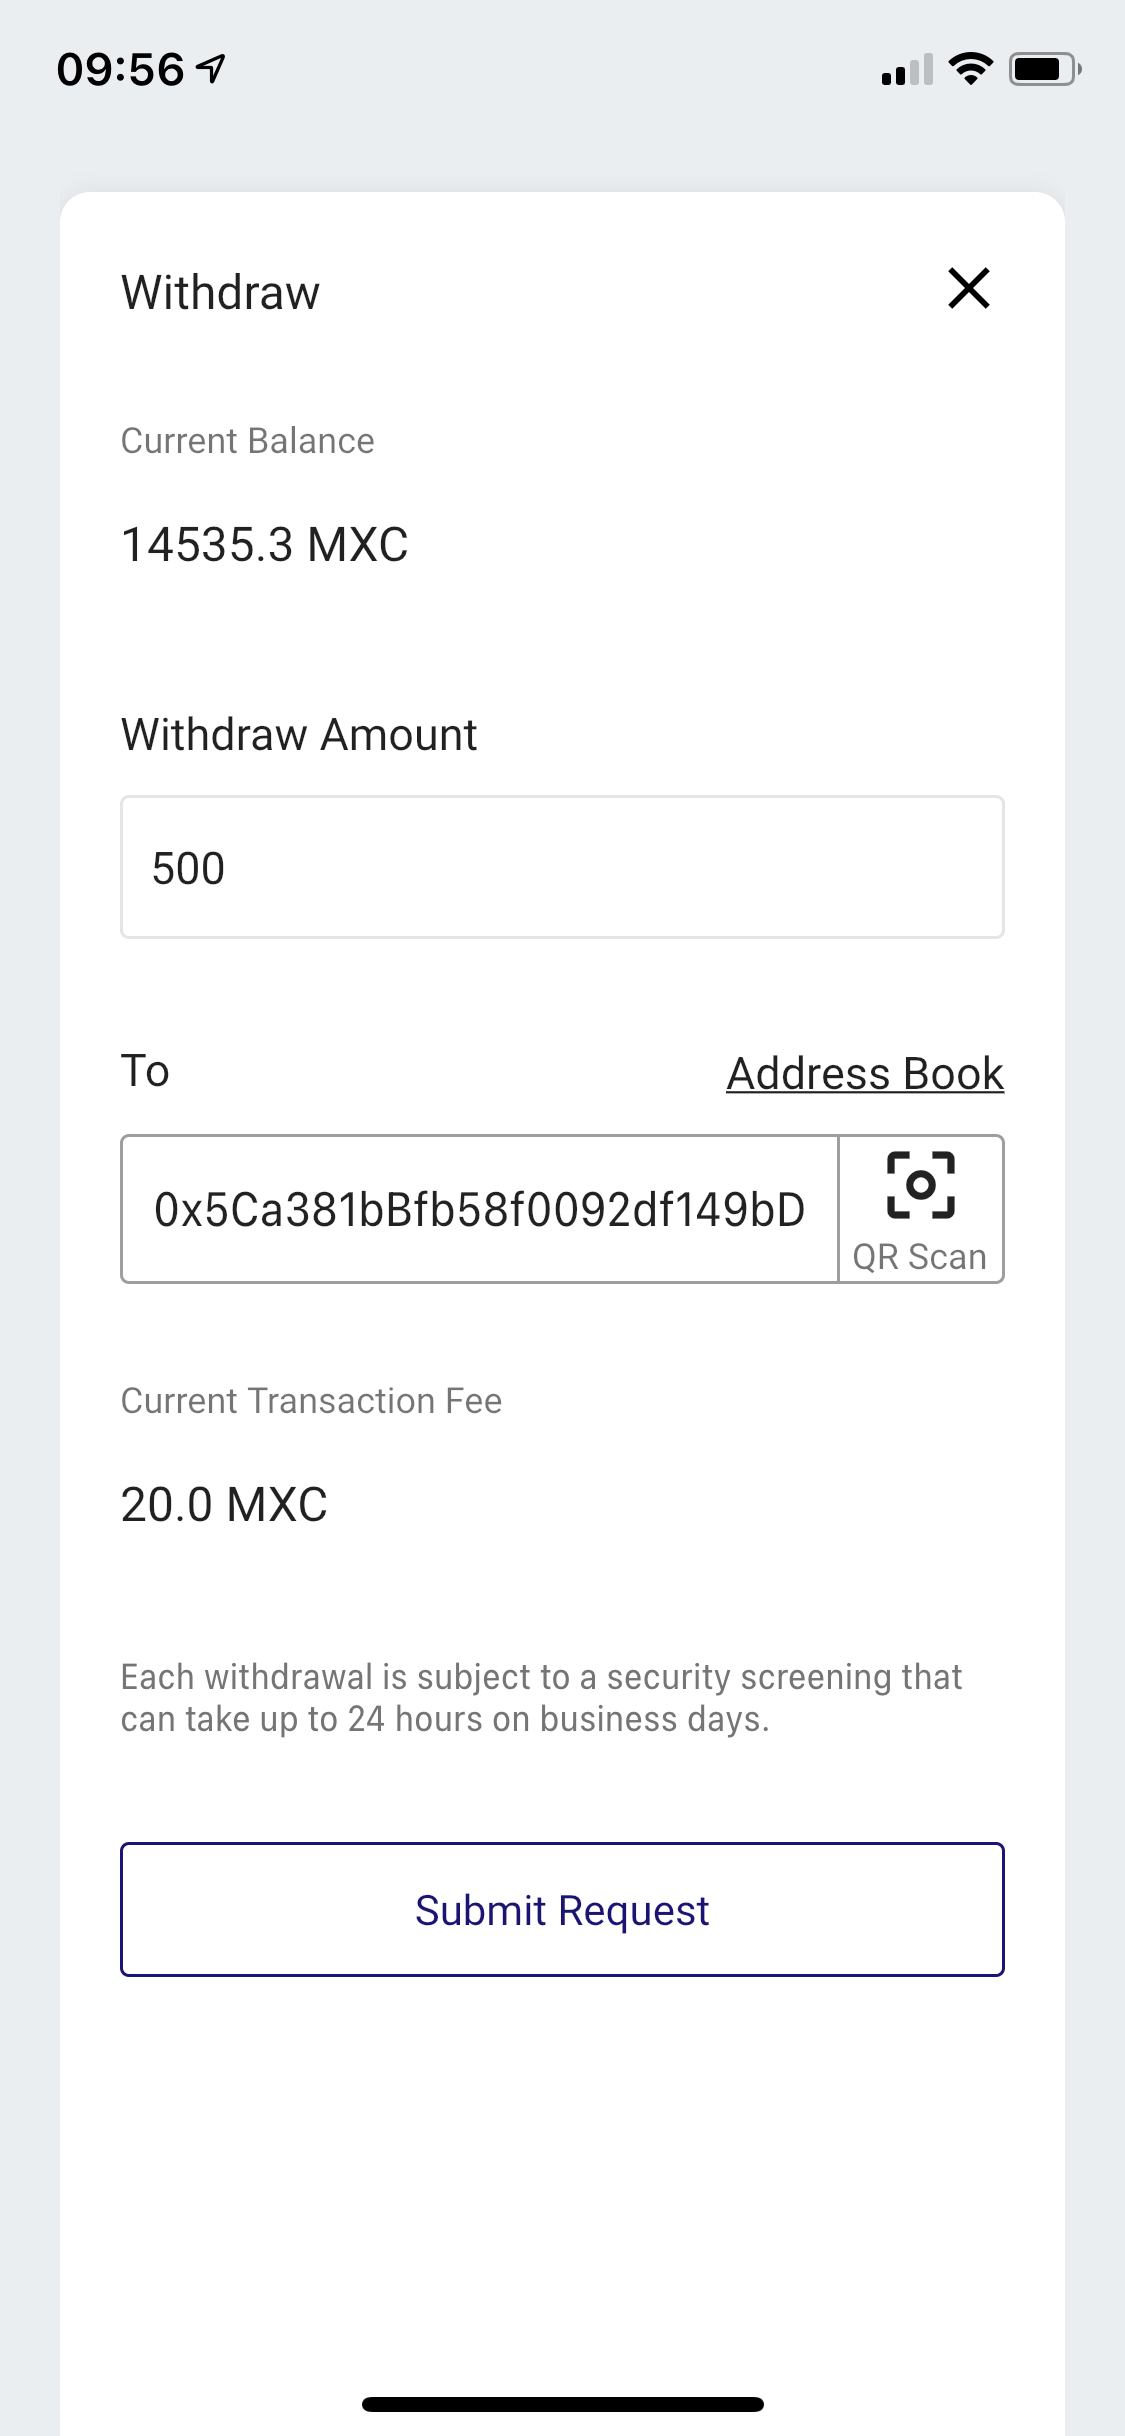 09:56
Withdraw
Current Balance
14535.3 MXC
Withdraw Amount
500
To
Address Book
0x5Ca381bBfb58f0092df149bD
QR Scan
Current Transaction Fee
20.0 MXC
Each withdrawal is subject to a security screening that
can take up to 24 hours on business days.
Submit Request